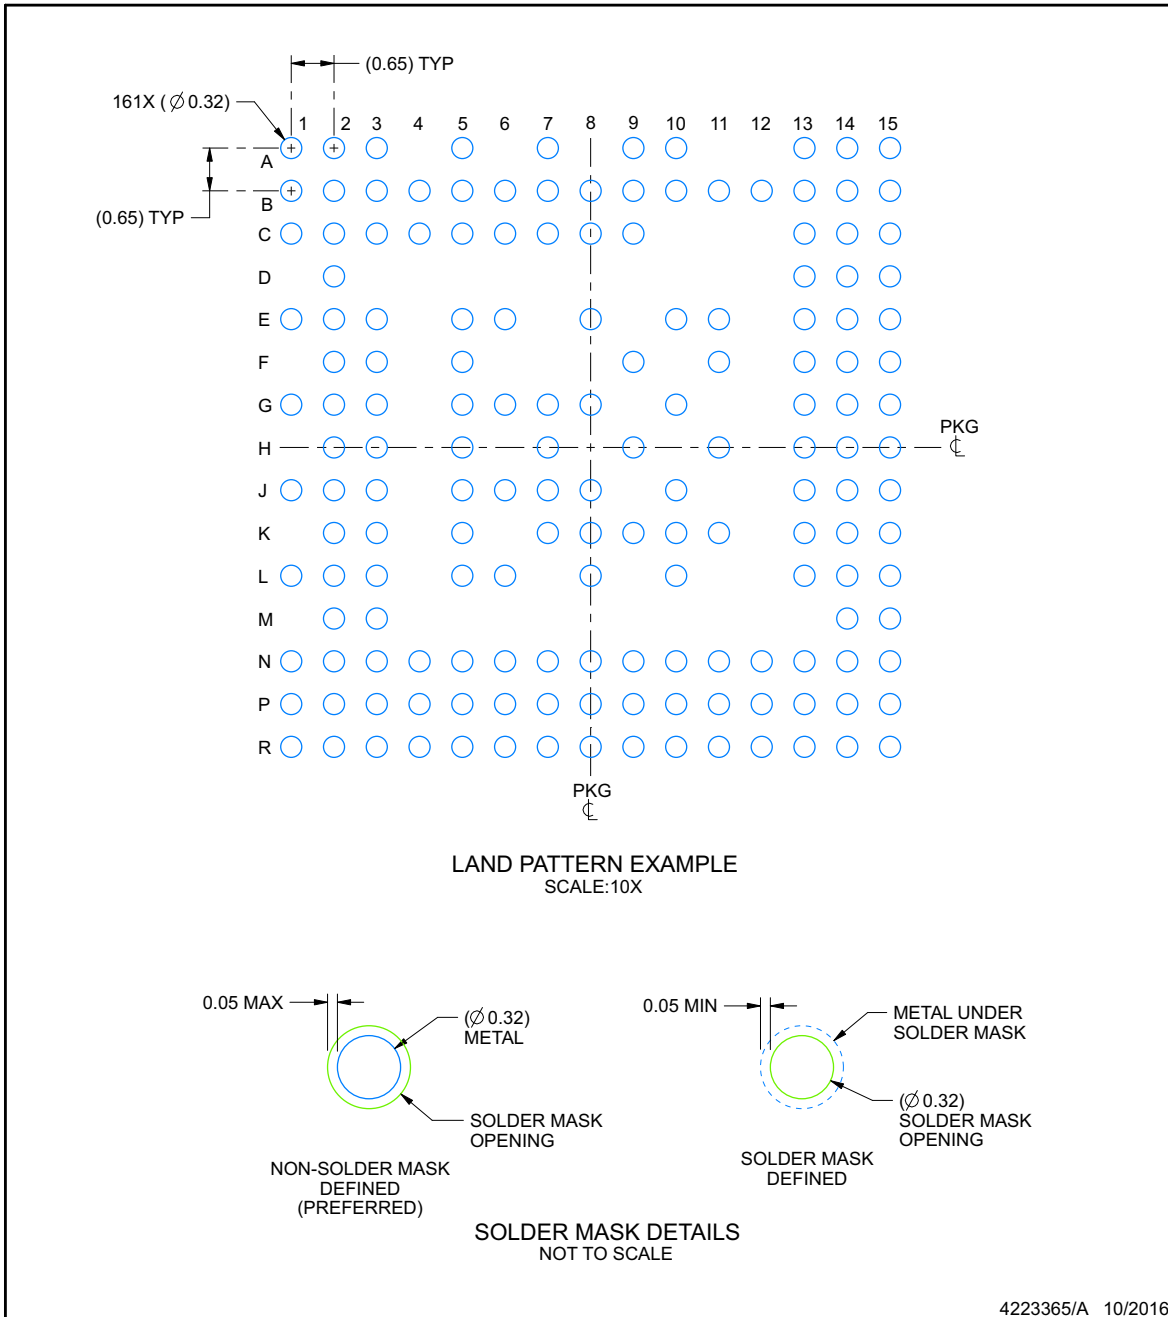 (0.65) TYP
161X ( ∅ 0.32)
1 2 3 4 5 6 7 8 9 10 11 12 13 14 15
A
B
(0.65) TYP
C
D
E
F
G
PKG
℄
H
J
K
L
M
N
P
R
PKG
℄
LAND PATTERN EXAMPLE
SCALE:10X
0.05 MAX
(∅ 0.32)
METAL
SOLDER MASK
OPENING
NON-SOLDER MASK
DEFINED
(PREFERRED)
0.05 MIN
METAL UNDER
SOLDER MASK
(∅ 0.32)
SOLDER MASK
OPENING
SOLDER MASK
DEFINED
SOLDER MASK DETAILS
NOT TO SCALE
4223365/A 10/2016